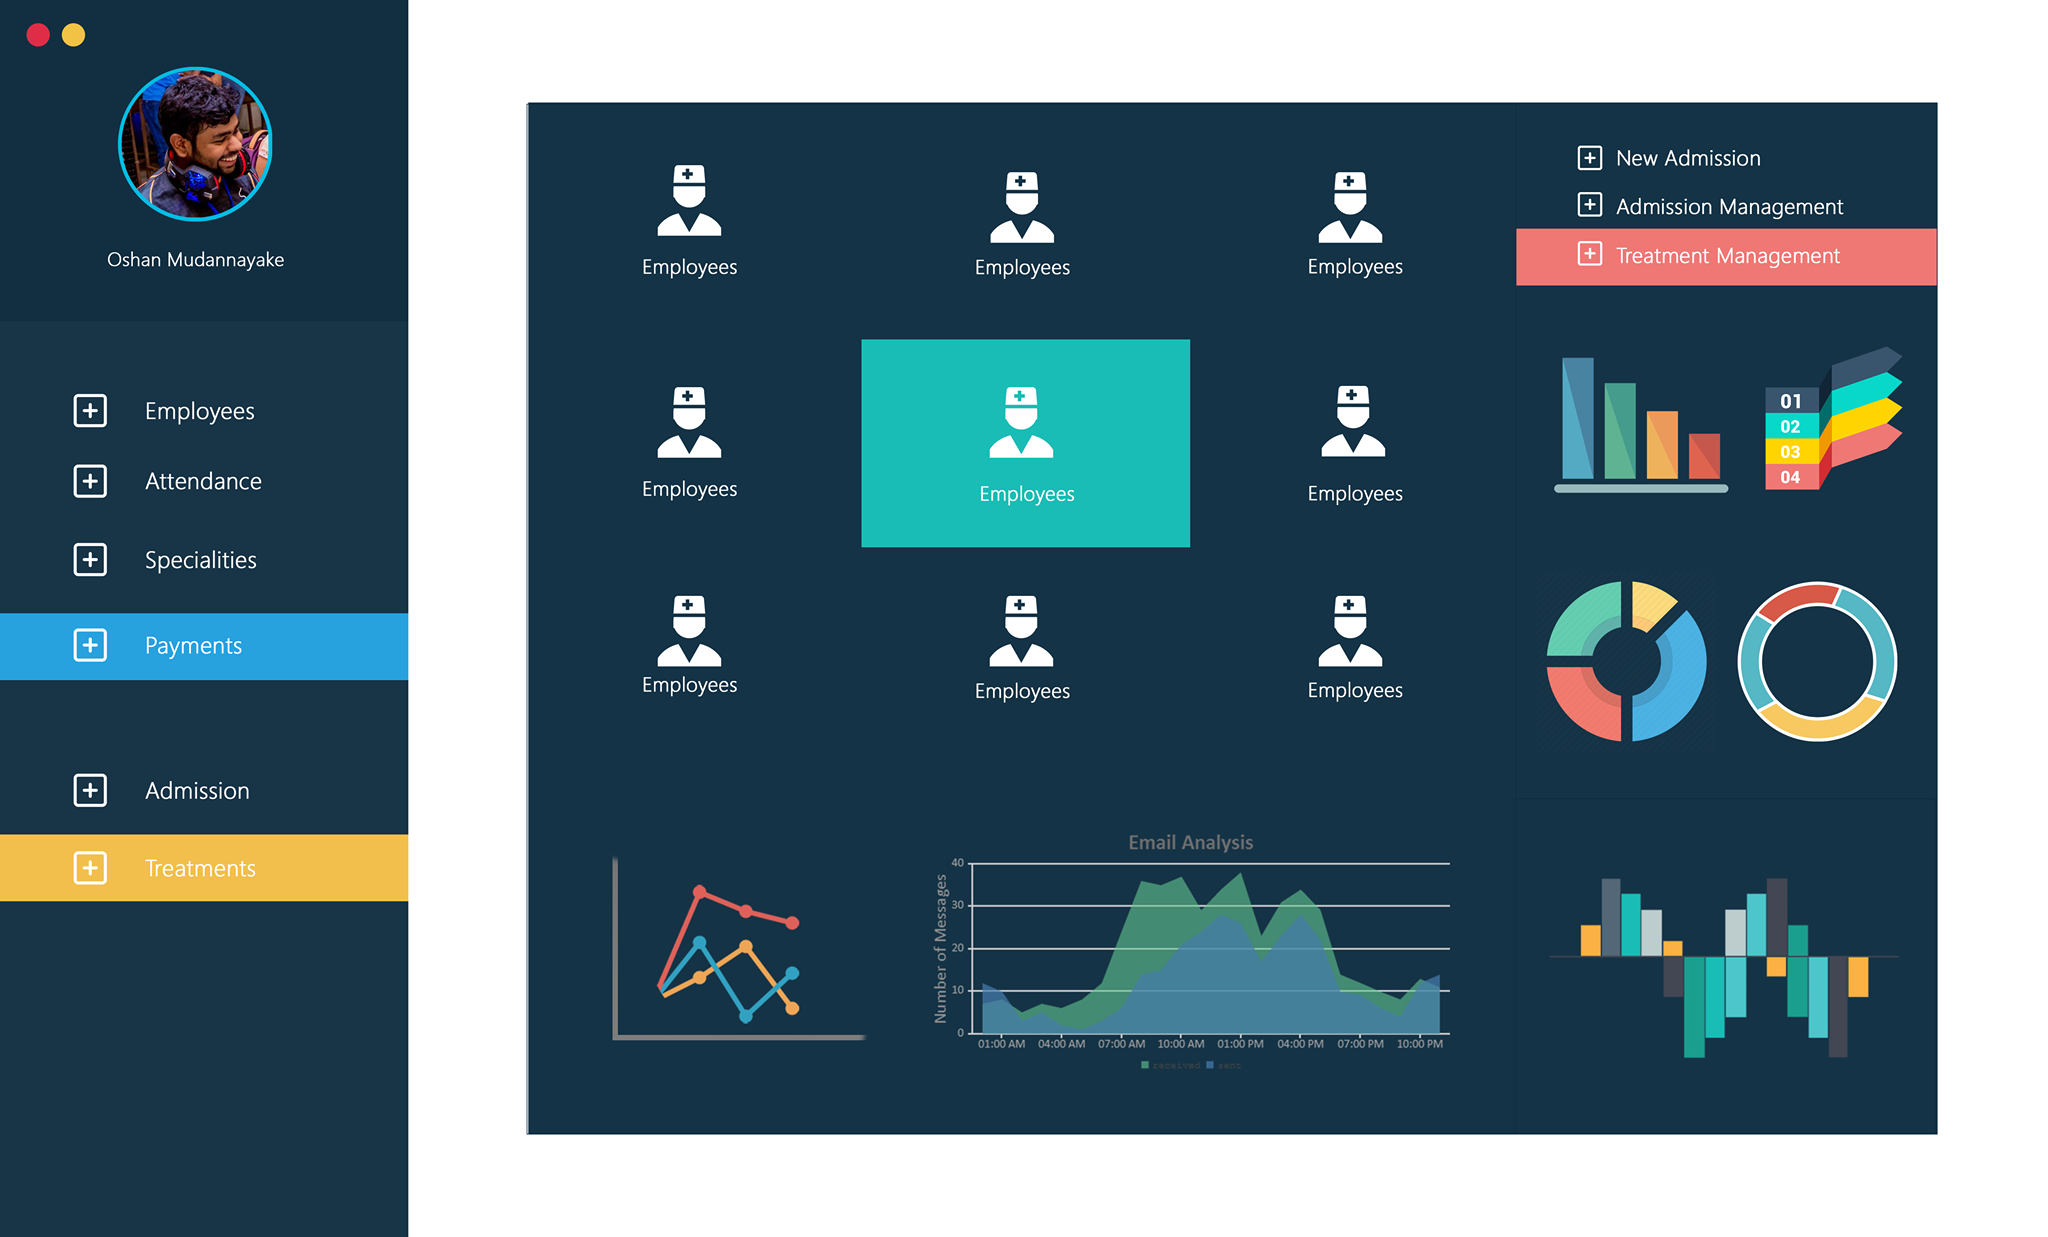 Oshan Mudannayake
Employees
Attendance
Specialities
Payments
Admission
Treatments
Employees
Employees
Employees
Employees
Employees
Employees
Employees
Employees
Employees
New Admission
Admission Management
Treatment Management
01
02
03
04
Email Analysis
Number of Messages
40
30
20
10
0
01:00 AM 04:00 AM 07:00 AM 10:00 AM 01:00 PM 04:00 PM 07:00 PM 10:00 PM
received sent